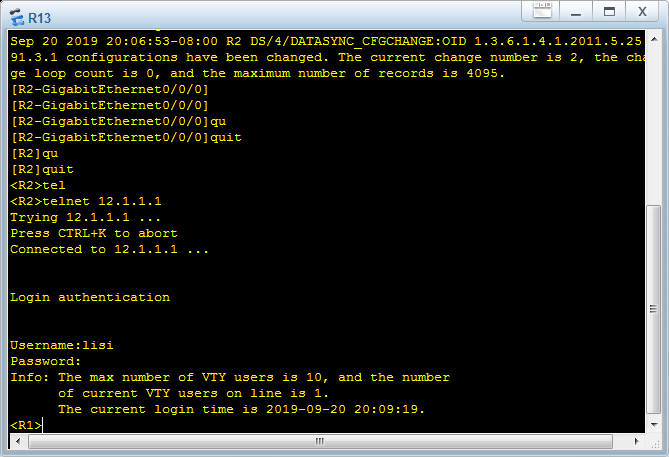 R13
Sep 20 2019 20:06:53-08:00 R2 DS/4/DATASYNC_CFGCHANGE:OID 1.3.6.1.4.1.2011.5.25
91.3.1 configurations have been changed. The current change number is 2, the cha
ge loop count is 0, and the maximum number of records is 4095.
[R2-GigabitEthernet0/0/0]
[R2-GigabitEthernet0/0/0]
[R2-GigabitEthernet0/0/0]qu
[R2-GigabitEthernet0/0/0]quit
[R2]qu
[R2]quit
<R2>tel
<R2>telnet 12.1.1.1
Trying 12.1.1.1 ...
Press CTRL+K to abort
Connected to 12.1.1.1 ...
Login authentication
Username:lisi
Password:
Info: The max number of VTY users is 10, and the number
of current VTY users on line is 1.
The current login time is 2019-09-20 20:09:19.
<R1>